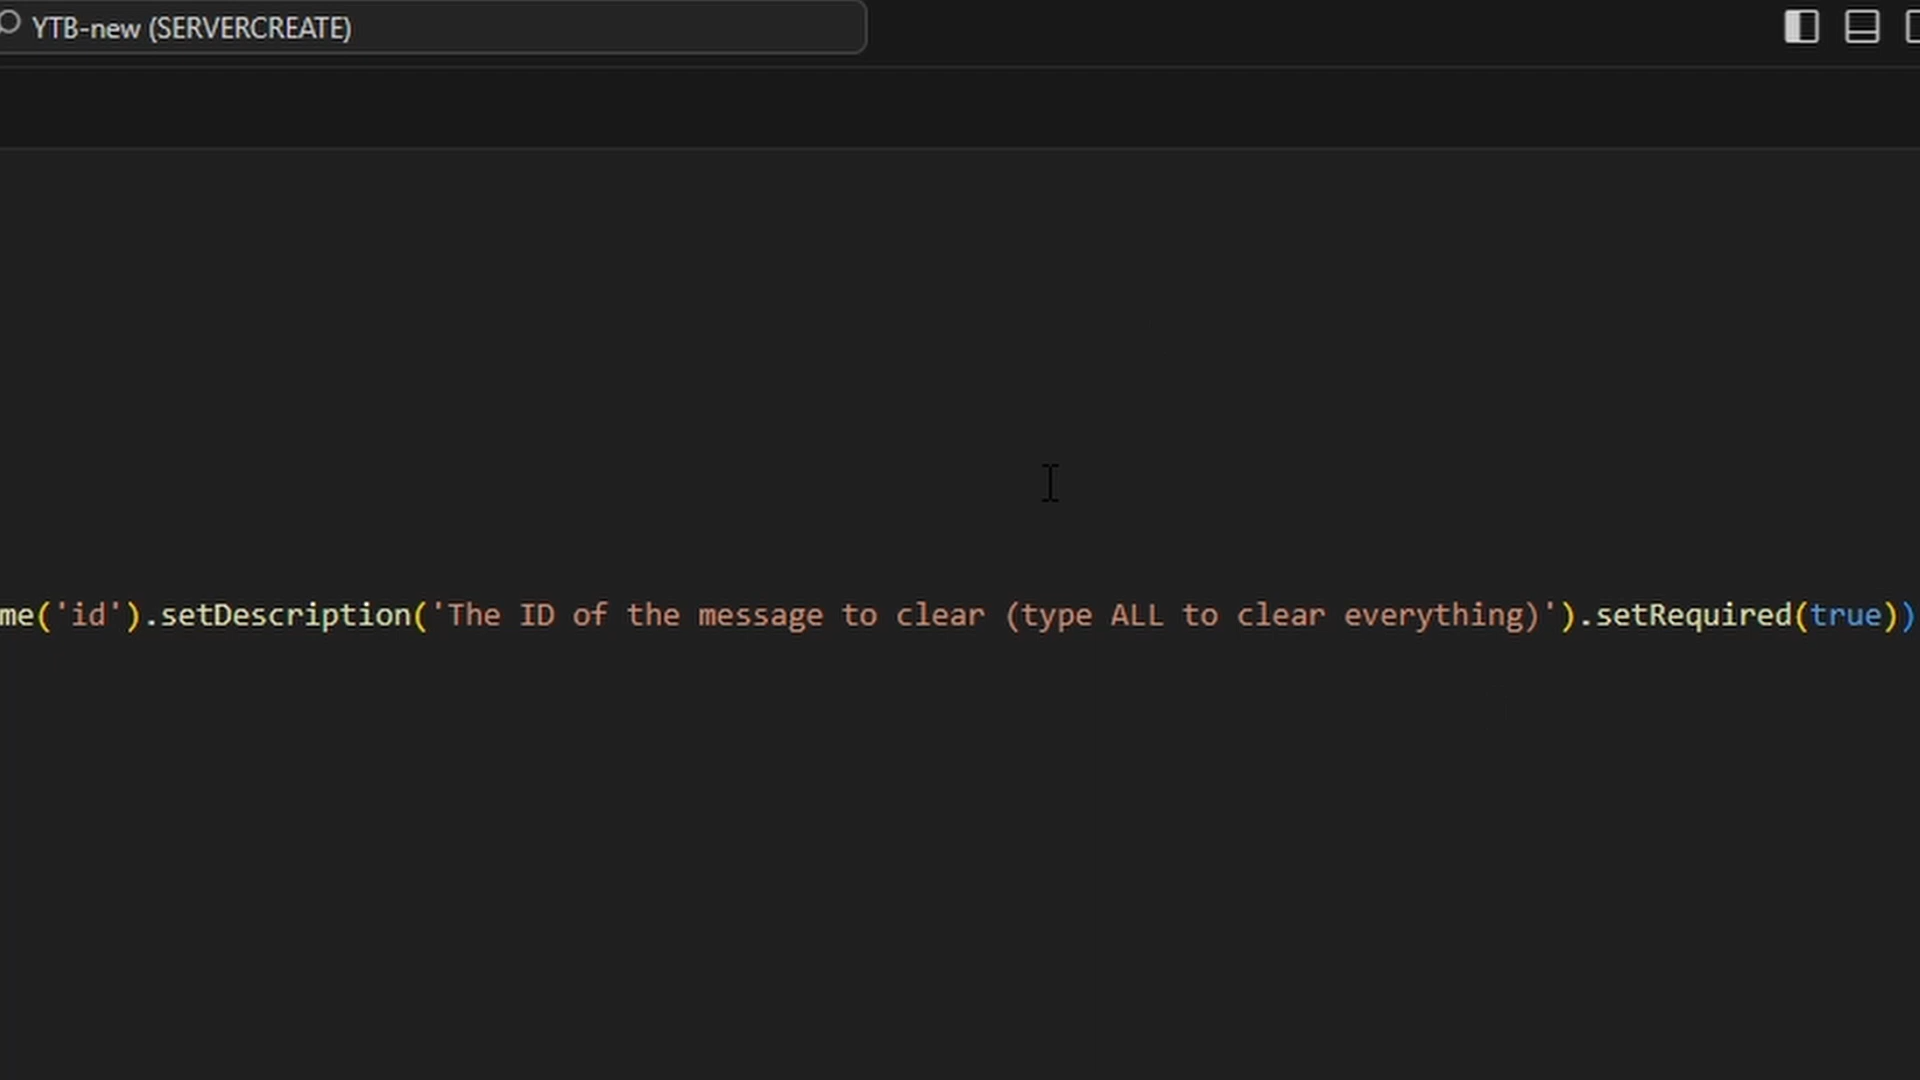 YTB-new (SERVERCREATE)
me('id').setDescription('The ID of the message to clear (type ALL to clear everything)').setRequired(true))